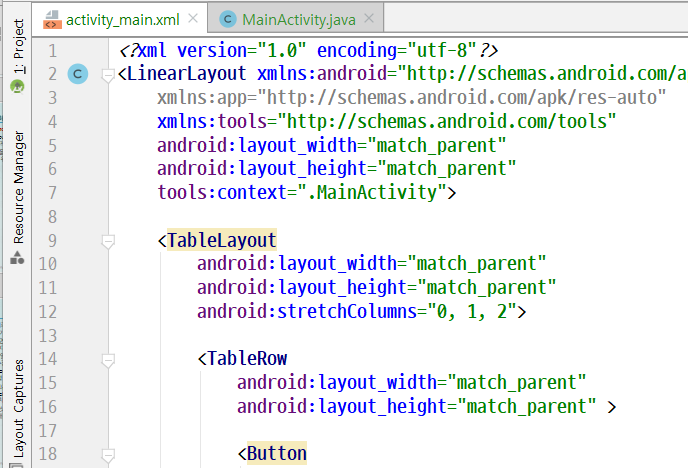 activity_main.xml
MainActivity.java
1: Project
Resource Manager
Layout Captures
1 <?xml version="1.0" encoding="utf-8"?>
2 <LinearLayout xmlns:android="http://schemas.android.com/a
3 xmlns:app="http://schemas.android.com/apk/res-auto"
4 xmlns:tools="http://schemas.android.com/tools"
5 android:layout_width="match_parent"
6 android:layout_height="match_parent"
7 tools:context=".MainActivity">
8
9 <TableLayout
10 android:layout_width="match_parent"
11 android:layout_height="match_parent"
12 android:stretchColumns="0, 1, 2">
13
14 <TableRow
15 android:layout_width="match_parent"
16 android:layout_height="match_parent" >
17
18 <Button